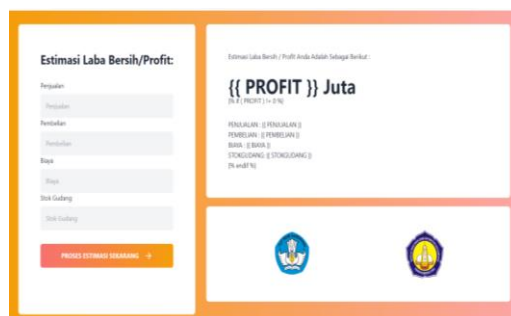 Estimasi Laba Bersih/Profit:
Penjualan
Penjualan
Pembelian
Pembelian
Biaya
Biaya
Stok Gudang
Stok Gudang
PROSES ESTIMASI SEKARANG →
Estimasi Laba Bersih / Profit Anda Adalah Sebagai Berikut :
{{ PROFIT }} Juta
{% if ( PROFIT ) != 0 %}
PENJUALAN : {{ PENJUALAN }}
PEMBELIAN : {{ PEMBELIAN }}
BIAYA : {{ BIAYA }}
STOKGUDANG: {{ STOKGUDANG }}
{% endif %}